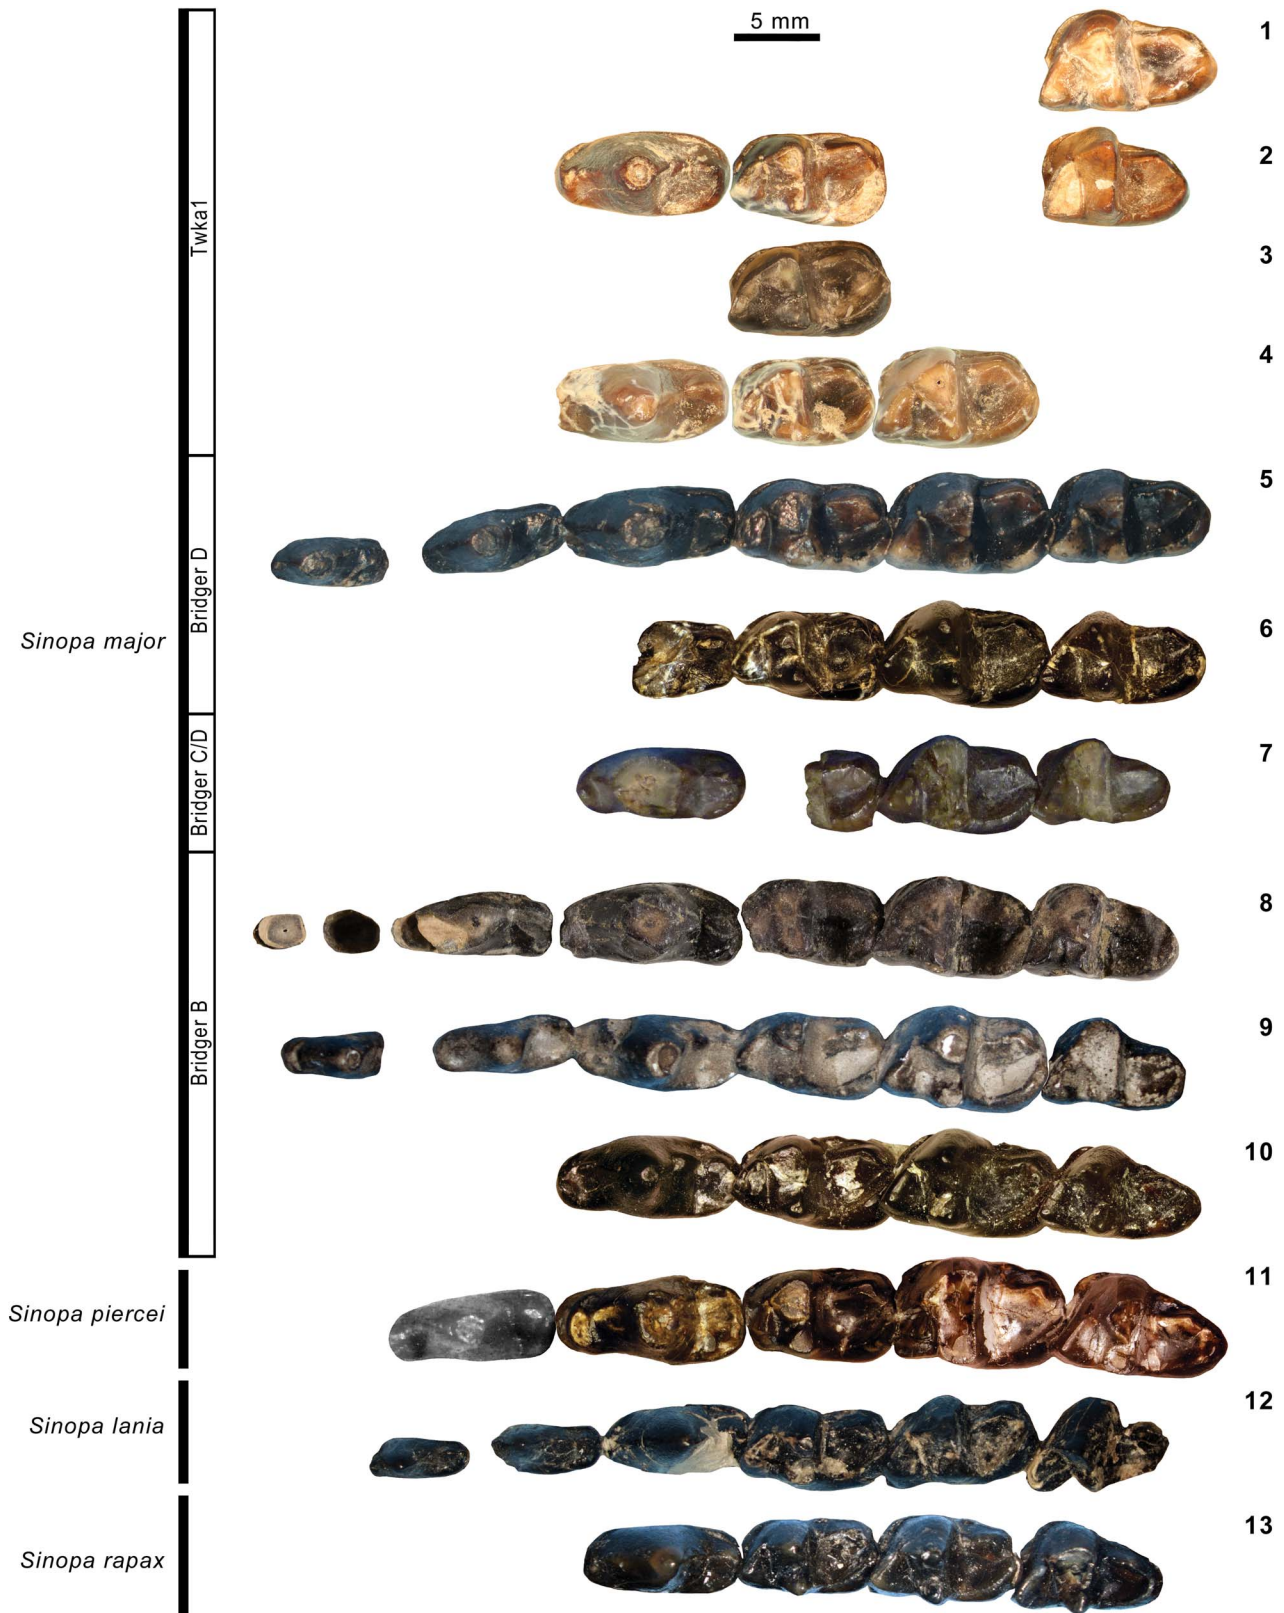 5 mm
1
2
Twka1
3
4
5
Bridger D
Sinopa major
6
Bridger C/D
7
8
Bridger B
9
10
Sinopa piercei
11
Sinopa lania
12
Sinopa rapax
13